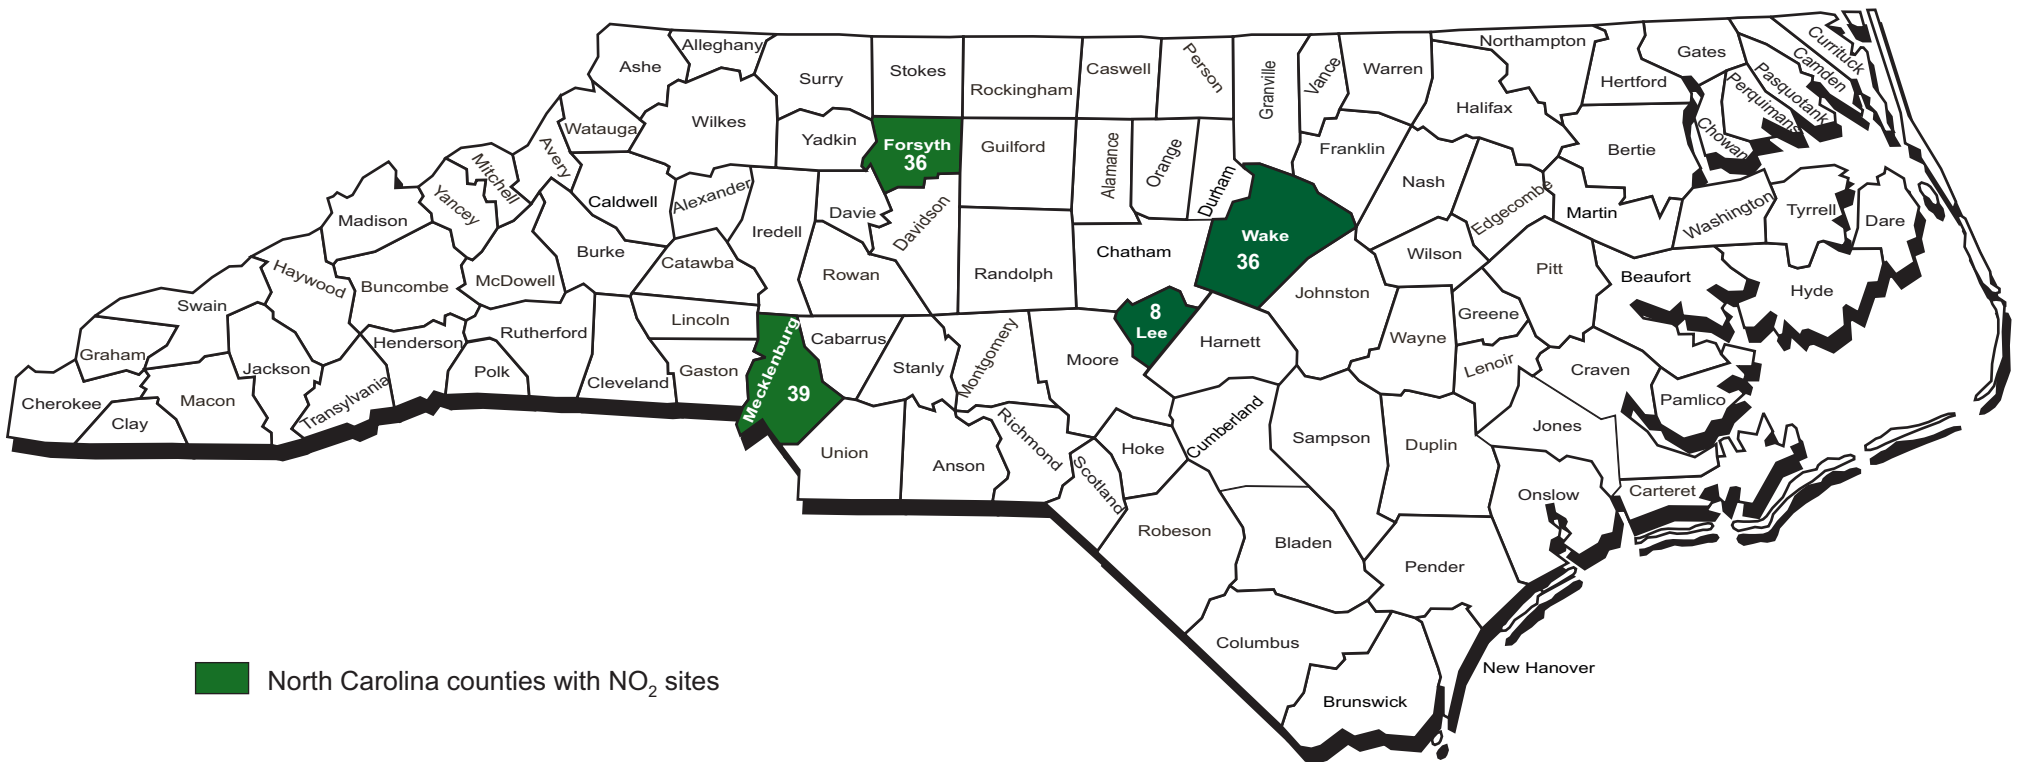 Alleghany
Ashe
Surry
Stokes
Rockingham
Caswell
Person
Granville
Vance
Warren
Northampton
Gates
Currituck
Camden
Pasquotank
Perquimans
Chowan
Hertford
Halifax
Bertie
Watauga
Wilkes
Yadkin
Forsyth
36
Guilford
Alamance
Orange
Durham
Franklin
Nash
Edgecombe
Martin
Washington
Tyrrell
Dare
Avery
Mitchell
Yancey
Madison
Caldwell
Alexander
Iredell
Davie
Davidson
Randolph
Chatham
Wake
36
Wilson
Pitt
Beaufort
Hyde
Haywood
Buncombe
McDowell
Burke
Catawba
Rowan
Johnston
Greene
Swain
Graham
Jackson
Henderson
Rutherford
Lincoln
Cabarrus
Stanly
Montgomery
Moore
8
Lee
Harnett
Wayne
Lenoir
Craven
Pamlico
Cherokee
Clay
Macon
Transylvania
Polk
Cleveland
Gaston
Mecklenburg
39
Union
Anson
Richmond
Scotland
Hoke
Cumberland
Sampson
Duplin
Jones
Onslow
Carteret
Robeson
Bladen
Pender
Columbus
Brunswick
New Hanover
North Carolina counties with NO2 sites